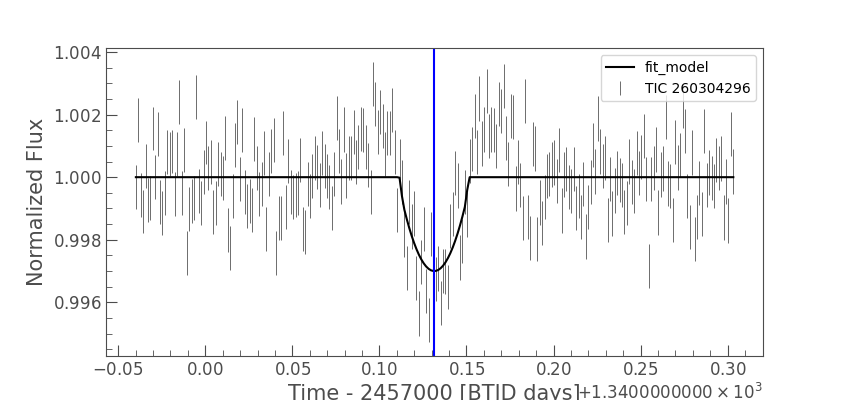 1.004
1.002
1.000
0.998
0.996
Normalized Flux
fit_model
TIC 260304296
−0.05 0.00 0.05 0.10 0.15 0.20 0.25 0.30
Time - 2457000 [BTJD days]
+1.3400000000×10³